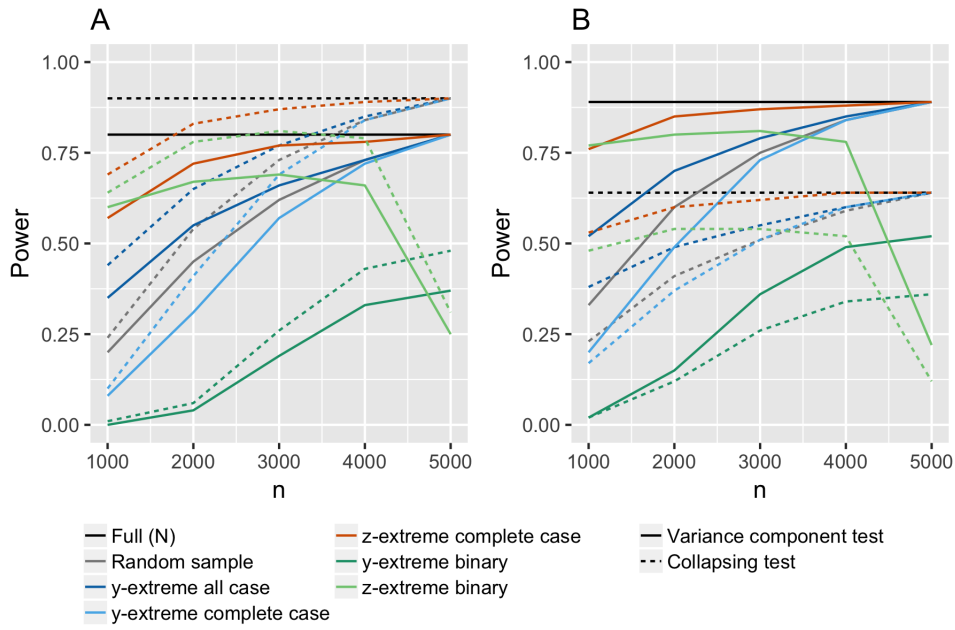 A
B
Power
1.00
0.75
0.50
0.25
0.00
1000 2000 3000 4000 5000
n
Power
1.00
0.75
0.50
0.25
0.00
1000 2000 3000 4000 5000
n
Full (N)
Random sample
y-extreme all case
y-extreme complete case
z-extreme complete case
y-extreme binary
z-extreme binary
Variance component test
Collapsing test